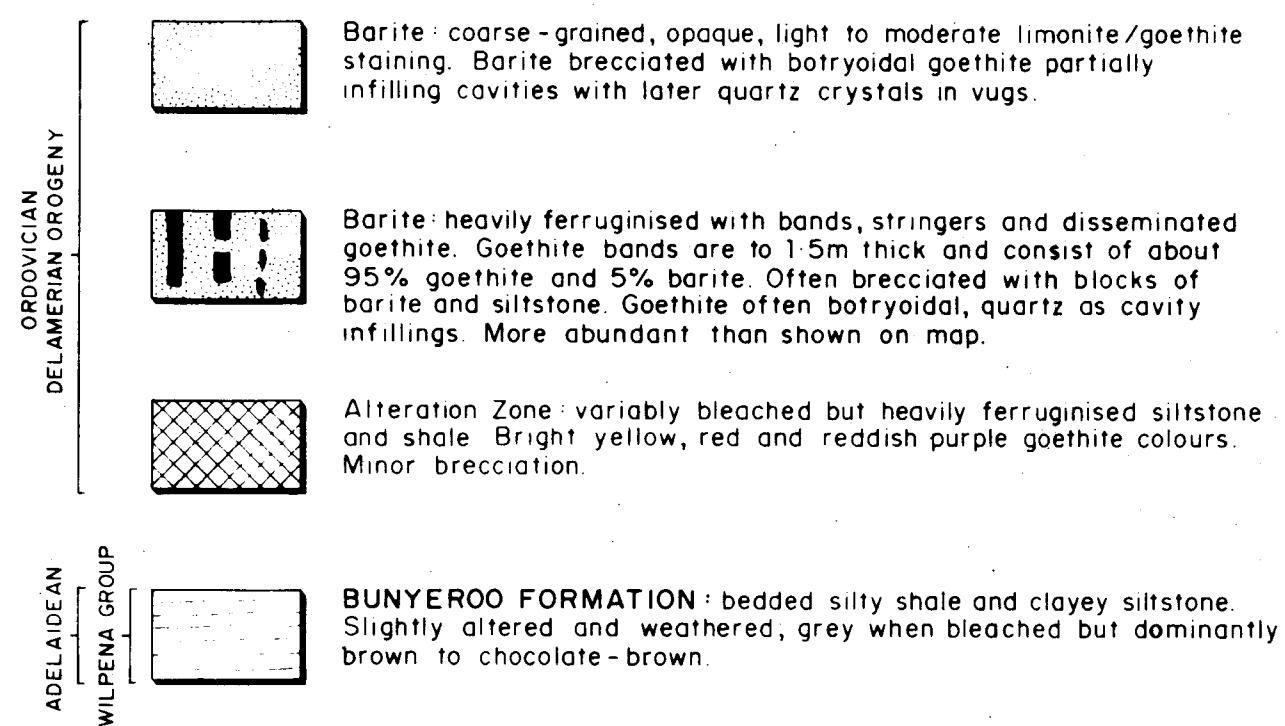 ORDOVICIAN
DELAMERIAN OROGENY
Barite: coarse-grained, opaque, light to moderate limonite/goethite
staining. Barite brecciated with botryoidal goethite partially
infilling cavities with later quartz crystals in vugs.
Barite: heavily ferruginised with bands, stringers and disseminated
goethite. Goethite bands are to 1·5m thick and consist of about
95% goethite and 5% barite. Often brecciated with blocks of
barite and siltstone. Goethite often botryoidal, quartz as cavity
infillings. More abundant than shown on map.
Alteration Zone: variably bleached but heavily ferruginised siltstone
and shale Bright yellow, red and reddish purple goethite colours.
Minor brecciation.
ADELAIDEAN
WILPENA GROUP
BUNYEROO FORMATION: bedded silty shale and clayey siltstone.
Slightly altered and weathered, grey when bleached but dominantly
brown to chocolate-brown.